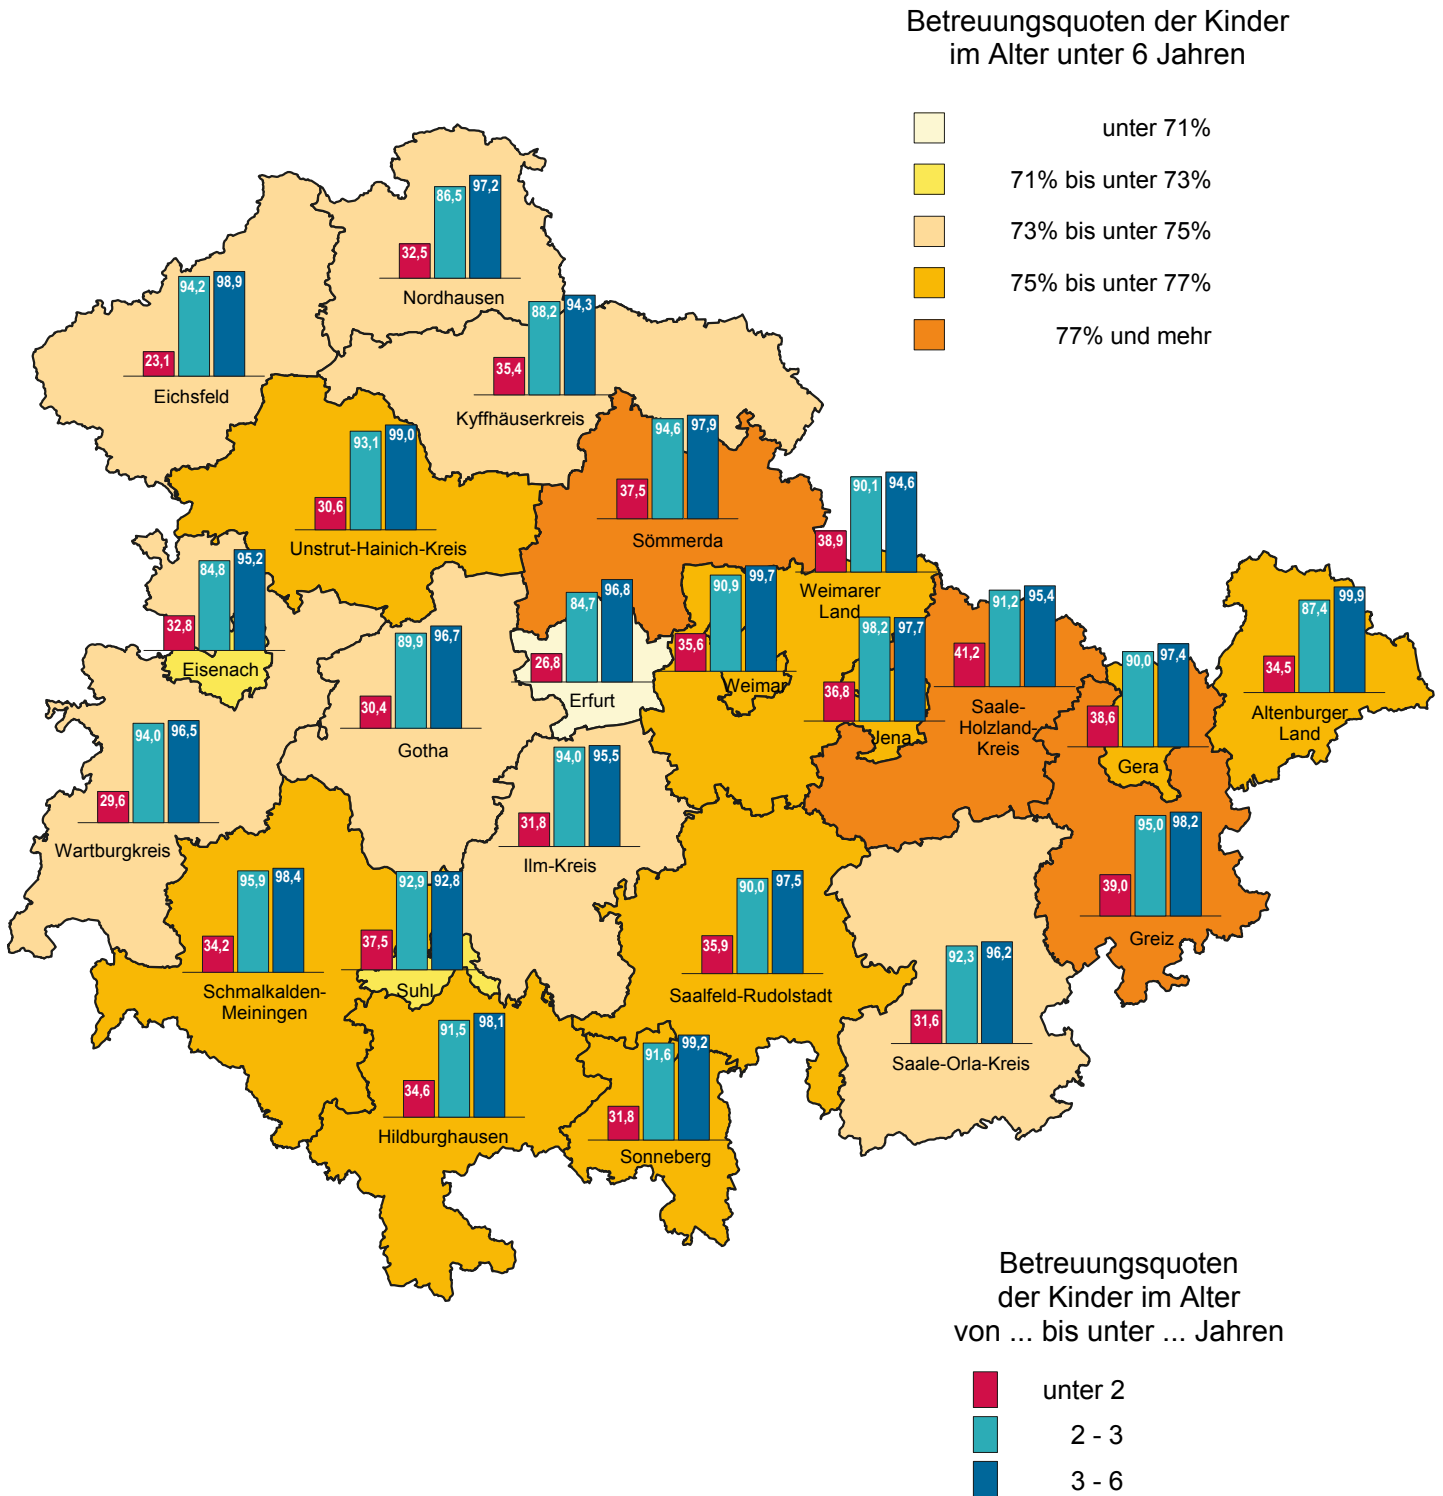 Betreuungsquoten der Kinder
im Alter unter 6 Jahren
unter 71%
71% bis unter 73%
73% bis unter 75%
75% bis unter 77%
77% und mehr
32,5 86,5 97,2
Nordhausen
23,1 94,2 98,9
Eichsfeld
35,4 88,2 94,3
Kyffhäuserkreis
30,6 93,1 99,0
Unstrut-Hainich-Kreis
37,5 94,6 97,9
Sömmerda
38,9 90,1 94,6
Weimarer
Land
32,8 84,8 95,2
Eisenach
30,4 89,9 96,7
Gotha
26,8 84,7 96,8
Erfurt
35,6 90,9 99,7
Weimar
36,8 98,2 97,7
Jena
41,2 91,2 95,4
Saale-
Holzland-
Kreis
38,6 90,0 97,4
Gera
34,5 87,4 99,9
Altenburger
Land
29,6 94,0 96,5
Wartburgkreis
31,8 94,0 95,5
Ilm-Kreis
39,0 95,0 98,2
Greiz
34,2 95,9 98,4
Schmalkalden-
Meiningen
37,5 92,9 92,8
Suhl
35,9 90,0 97,5
Saalfeld-Rudolstadt
31,6 92,3 96,2
Saale-Orla-Kreis
34,6 91,5 98,1
Hildburghausen
31,8 91,6 99,2
Sonneberg
Betreuungsquoten
der Kinder im Alter
von ... bis unter ... Jahren
unter 2
2 - 3
3 - 6